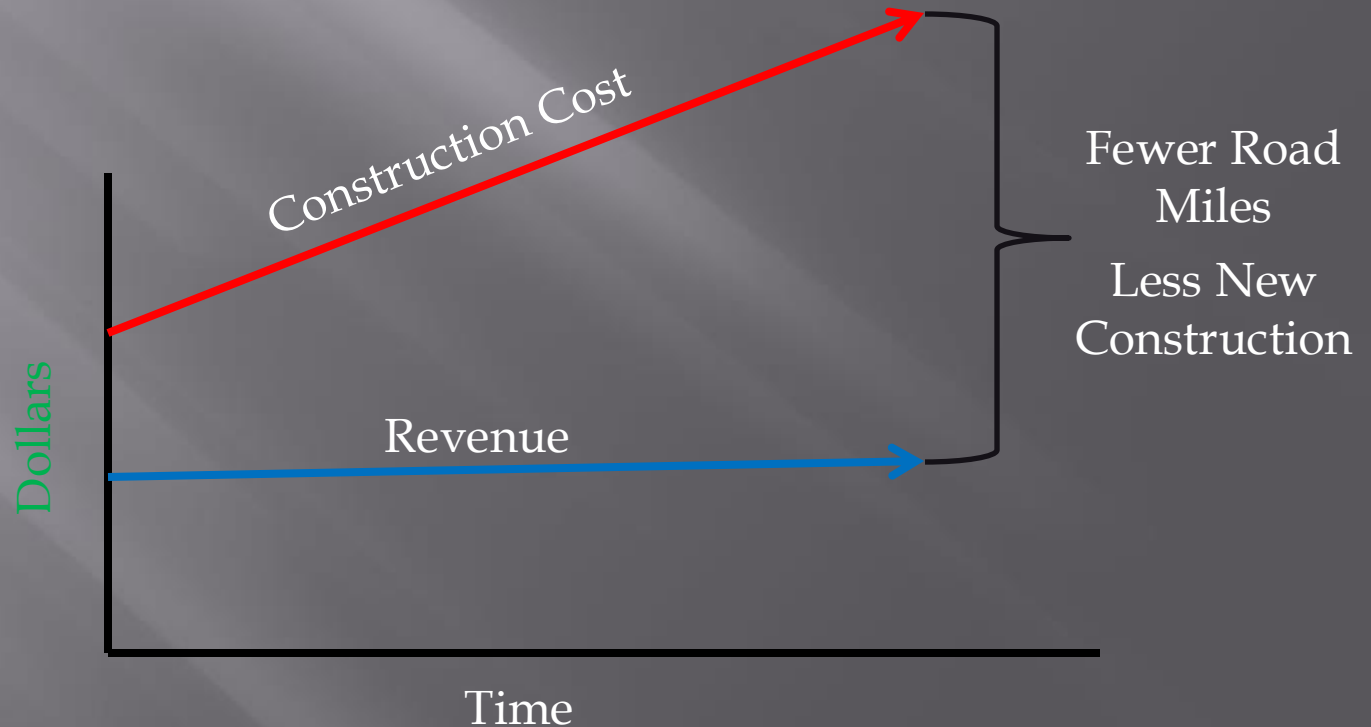 Construction Cost
Fewer Road
Miles
Less New
Construction
Revenue
Dollars
Time